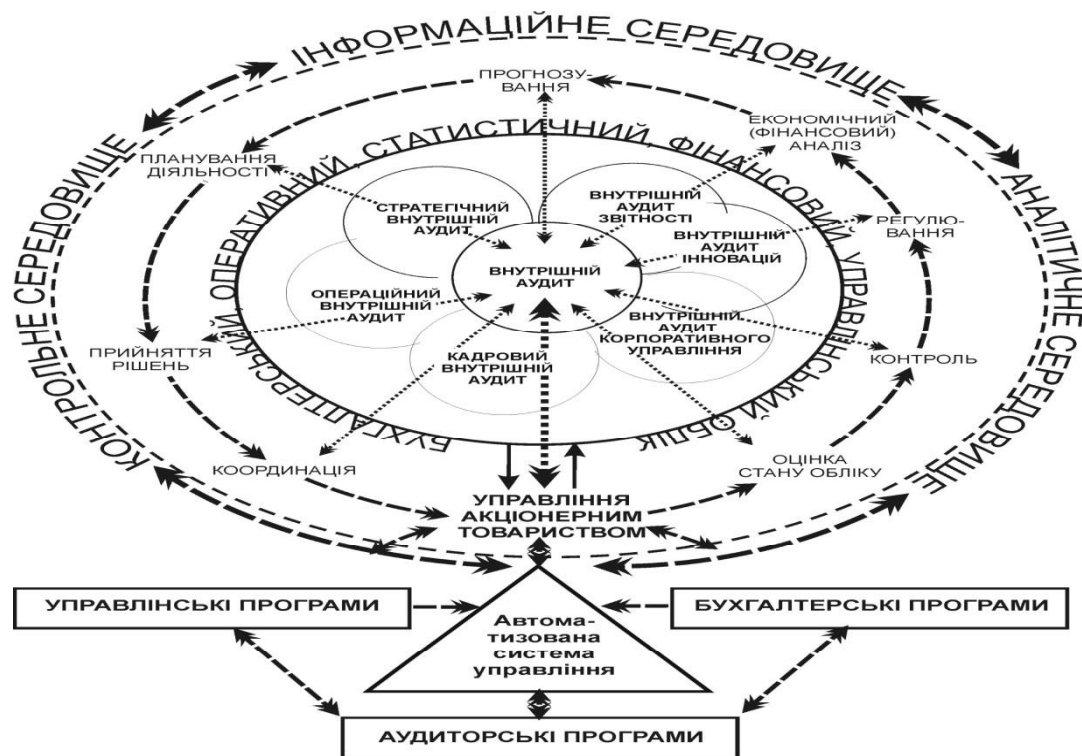 ІНФОРМАЦІЙНЕ СЕРЕДОВИЩЕ
КОНТРОЛЬНЕ СЕРЕДОВИЩЕ
АНАЛІТИЧНЕ СЕРЕДОВИЩЕ
ПРОГНОЗУ-
ВАННЯ
ЕКОНОМІЧНИЙ
(ФІНАНСОВИЙ)
АНАЛІЗ
ПЛАНУВАННЯ
ДІЯЛЬНОСТІ
БУХГАЛТЕРСЬКИЙ, ОПЕРАТИВНИЙ, СТАТИСТИЧНИЙ, ФІНАНСОВИЙ, УПРАВЛІНСЬКИЙ ОБЛІК
СТРАТЕГІЧНИЙ
ВНУТРІШНІЙ
АУДИТ
ВНУТРІШНІЙ
АУДИТ
ЗВІТНОСТІ
РЕГУЛЮ-
ВАННЯ
ВНУТРІШНІЙ
АУДИТ
ІННОВАЦІЙ
ВНУТРІШНІЙ
АУДИТ
ОПЕРАЦІЙНИЙ
ВНУТРІШНІЙ
АУДИТ
ВНУТРІШНІЙ
АУДИТ
КОРПОРАТИВНОГО
УПРАВЛІННЯ
ПРИЙНЯТТЯ
РІШЕНЬ
КАДРОВИЙ
ВНУТРІШНІЙ
АУДИТ
КОНТРОЛЬ
КООРДИНАЦІЯ
ОЦІНКА
СТАНУ ОБЛІКУ
УПРАВЛІННЯ
АКЦІОНЕРНИМ
ТОВАРИСТВОМ
УПРАВЛІНСЬКІ ПРОГРАМИ
БУХГАЛТЕРСЬКІ ПРОГРАМИ
Автома-
тизована
система
управління
АУДИТОРСЬКІ ПРОГРАМИ